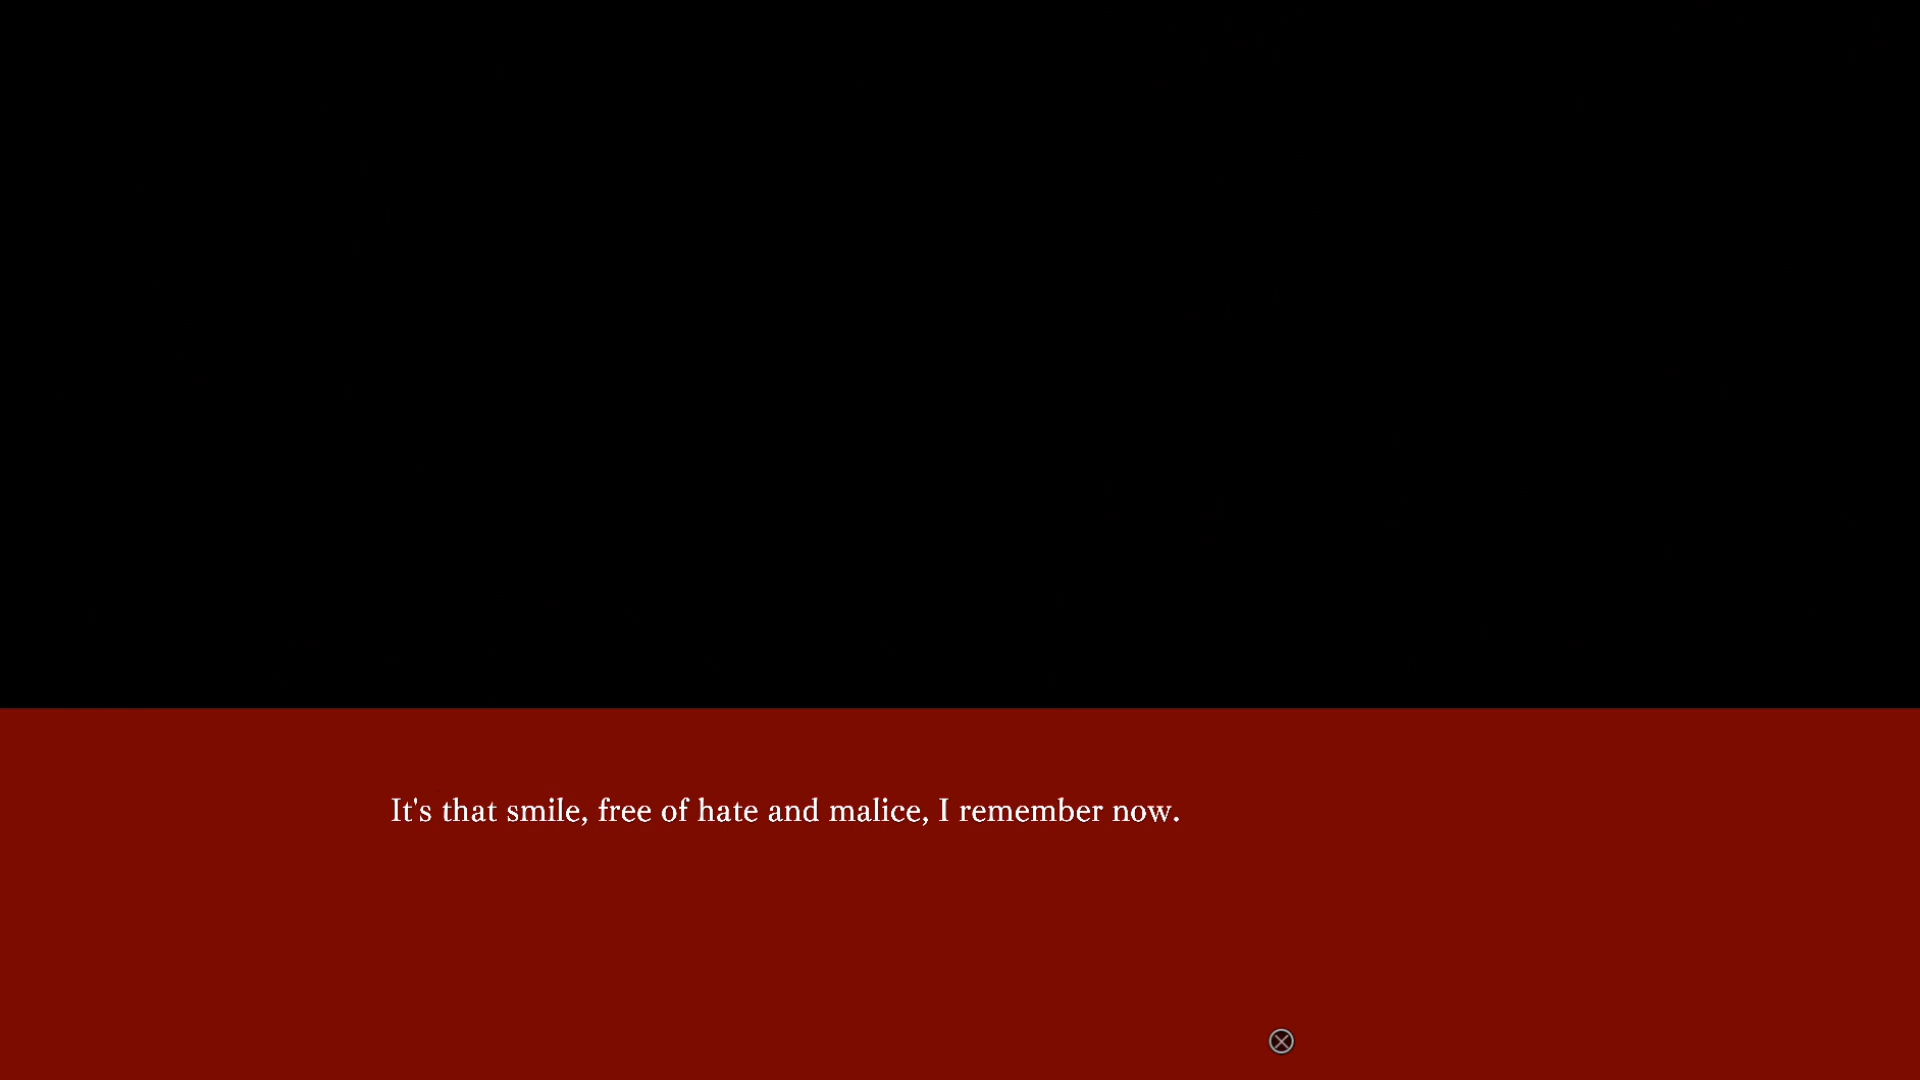 It's that smile, free of hate and malice, I remember now.